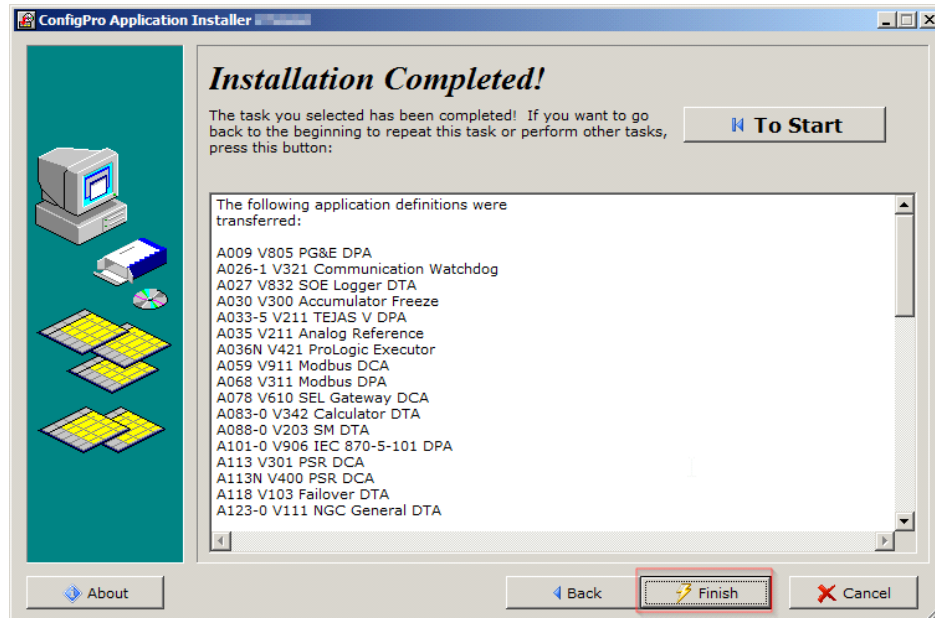 ConfigPro Application Installer
Installation Completed!
The task you selected has been completed! If you want to go
back to the beginning to repeat this task or perform other tasks,
press this button:
To Start
The following application definitions were
transferred:
A009 V805 PG&E DPA
A026-1 V321 Communication Watchdog
A027 V832 SOE Logger DTA
A030 V300 Accumulator Freeze
A033-5 V211 TEJAS V DPA
A035 V211 Analog Reference
A036N V421 ProLogic Executor
A059 V911 Modbus DCA
A068 V311 Modbus DPA
A078 V610 SEL Gateway DCA
A083-0 V342 Calculator DTA
A088-0 V203 SM DTA
A101-0 V906 IEC 870-5-101 DPA
A113 V301 PSR DCA
A113N V400 PSR DCA
A118 V103 Failover DTA
A123-0 V111 NGC General DTA
About
Back
Finish
Cancel